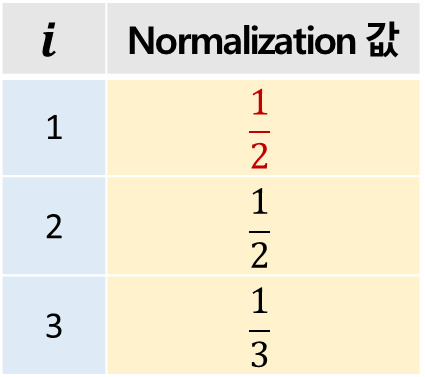 i Normalization 값
1 1/2
2 1/2
3 1/3